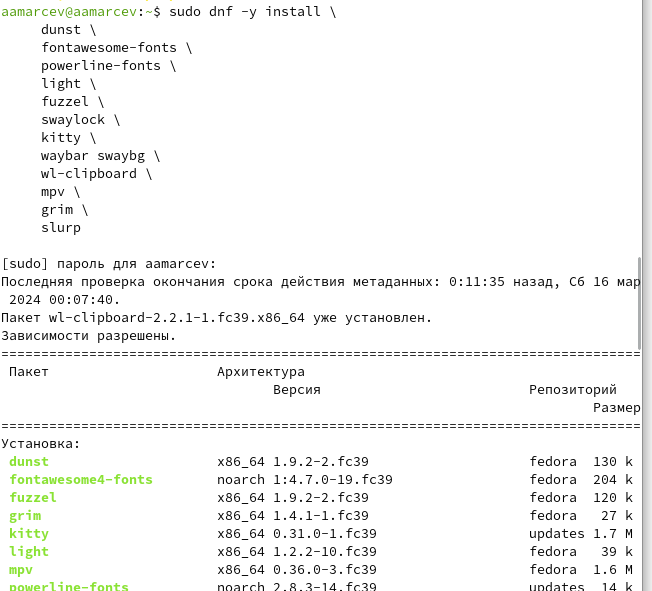 aamarcev@aamarcev:~$ sudo dnf -y install \
dunst \
fontawesome-fonts \
powerline-fonts \
light \
fuzzel \
swaylock \
kitty \
waybar swaybg \
wl-clipboard \
mpv \
grim \
slurp
[sudo] пароль для aamarcev:
Последняя проверка окончания срока действия метаданных: 0:11:35 назад, Сб 16 мар
2024 00:07:40.
Пакет wl-clipboard-2.2.1-1.fc39.x86_64 уже установлен.
Зависимости разрешены.
================================================================================
Пакет Архитектура
Версия Репозиторий
Размер
================================================================================
Установка:
dunst x86_64 1.9.2-2.fc39 fedora 130 k
fontawesome4-fonts noarch 1:4.7.0-19.fc39 fedora 204 k
fuzzel x86_64 1.9.2-2.fc39 fedora 120 k
grim x86_64 1.4.1-1.fc39 fedora 27 k
kitty x86_64 0.31.0-1.fc39 updates 1.7 M
light x86_64 1.2.2-10.fc39 fedora 39 k
mpv x86_64 0.36.0-3.fc39 fedora 1.6 M
powerline-fonts noarch 2.8.3-14.fc39 updates 14 k